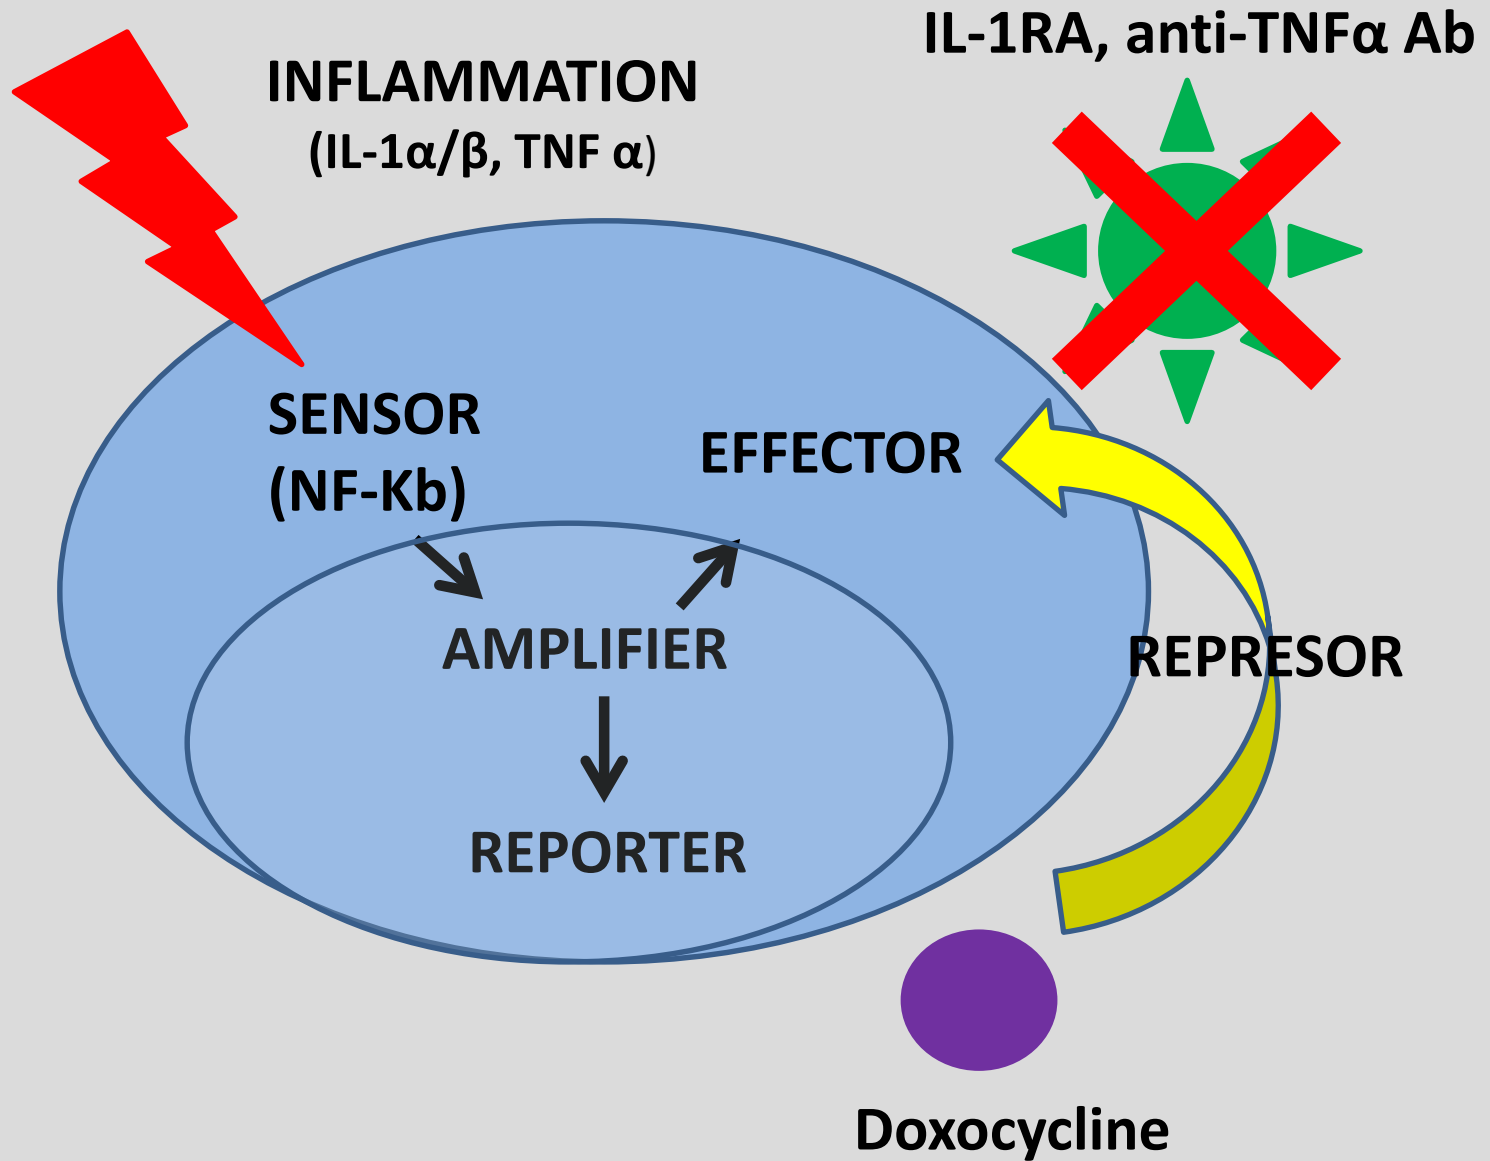 IL-1RA, anti-TNFα Ab
INFLAMMATION
(IL-1α/β, TNF α)
SENSOR
(NF-Kb)
EFFECTOR
AMPLIFIER
REPRESOR
REPORTER
Doxocycline